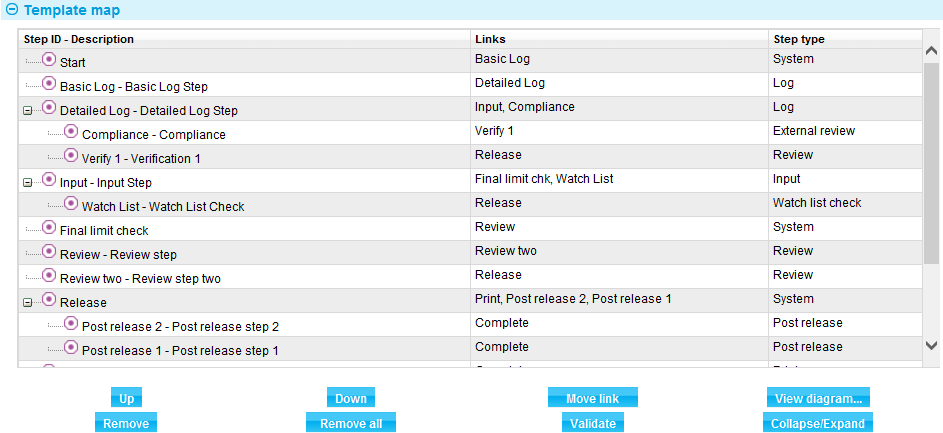 Template map
Step ID - Description Links Step type
Start Basic Log System
Basic Log - Basic Log Step Detailed Log Log
Detailed Log - Detailed Log Step Input, Compliance Log
Compliance - Compliance Verify 1 External review
Verify 1 - Verification 1 Release Review
Input - Input Step Final limit chk, Watch List Input
Watch List - Watch List Check Release Watch list check
Final limit check Review System
Review - Review step Review two Review
Review two - Review step two Release Review
Release Print, Post release 2, Post release 1 System
Post release 2 - Post release step 2 Complete Post release
Post release 1 - Post release step 1 Complete Post release
Up Down Move link View diagram...
Remove Remove all Validate Collapse/Expand